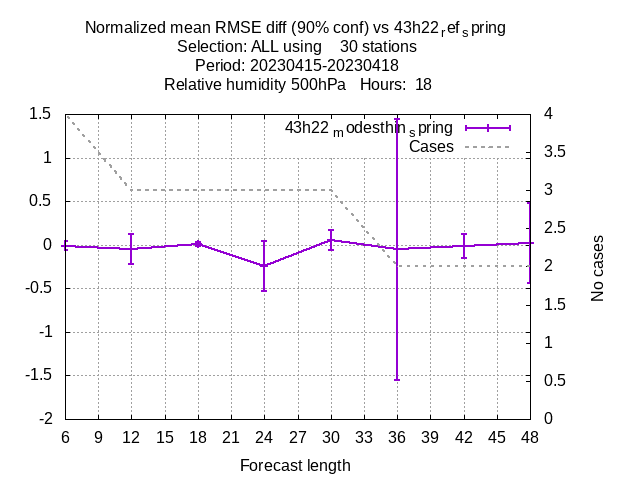 Normalized mean RMSE diff (90% conf) vs 43h22refspring
Selection: ALL using    30 stations
Period: 20230415-20230418
Relative humidity 500hPa   Hours:  18
43h22modesthinspring
Cases
1.5
1
0.5
0
-0.5
-1
-1.5
-2
4
3.5
3
2.5
2
1.5
1
0.5
0
No cases
6 9 12 15 18 21 24 27 30 33 36 39 42 45 48
Forecast length